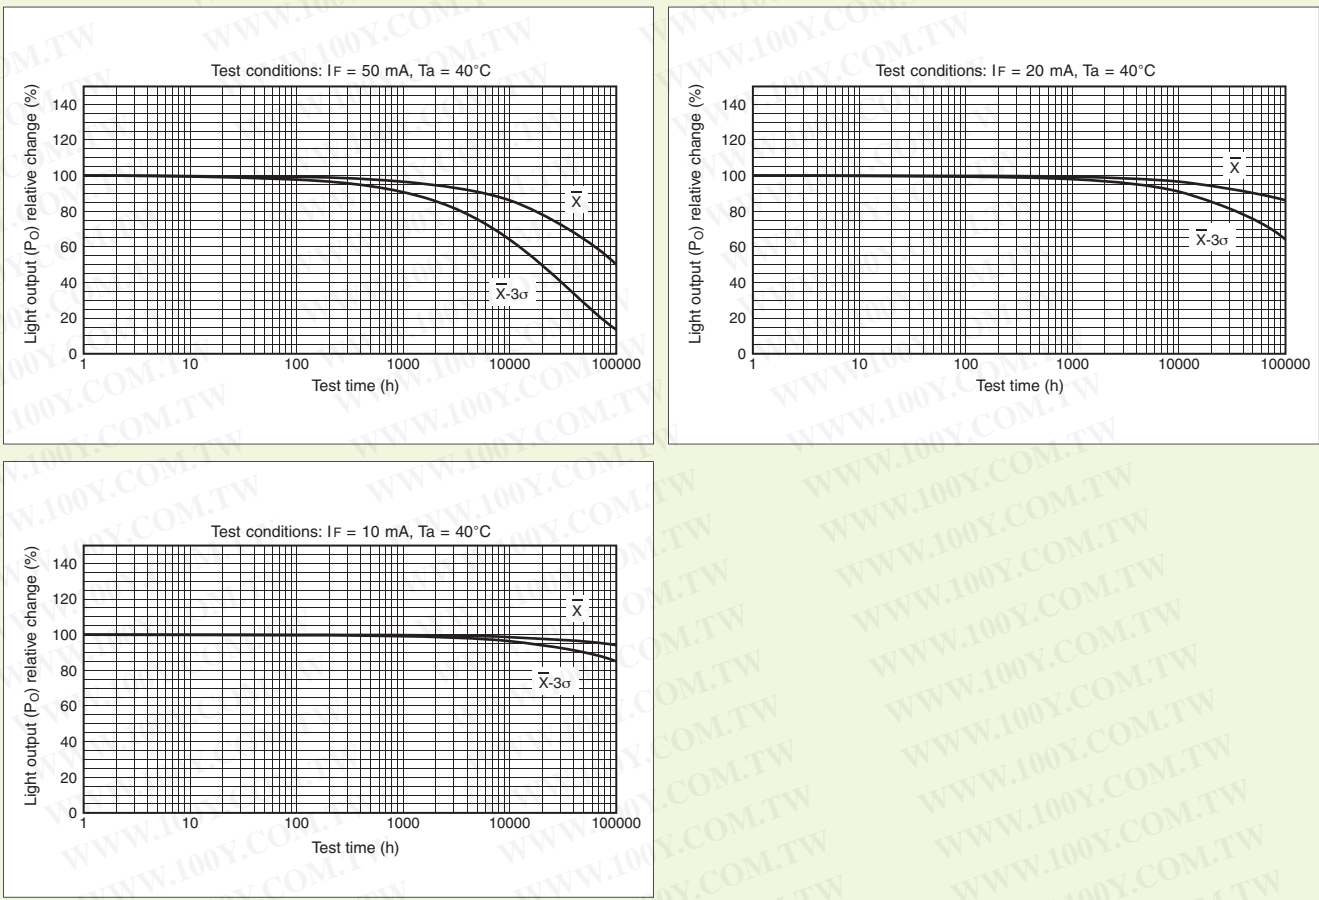 Test conditions: IF = 50 mA, Ta = 40°C
Light output (PO) relative change (%)
140
120
100
80
60
40
20
0
X̅
X̅-3σ
1 10 100 1000 10000 100000
Test time (h)
Test conditions: IF = 20 mA, Ta = 40°C
Light output (PO) relative change (%)
140
120
100
80
60
40
20
0
X̅
X̅-3σ
1 10 100 1000 10000 100000
Test time (h)
Test conditions: IF = 10 mA, Ta = 40°C
Light output (PO) relative change (%)
140
120
100
80
60
40
20
0
X̅
X̅-3σ
1 10 100 1000 10000 100000
Test time (h)
WWW.100Y.COM.TW